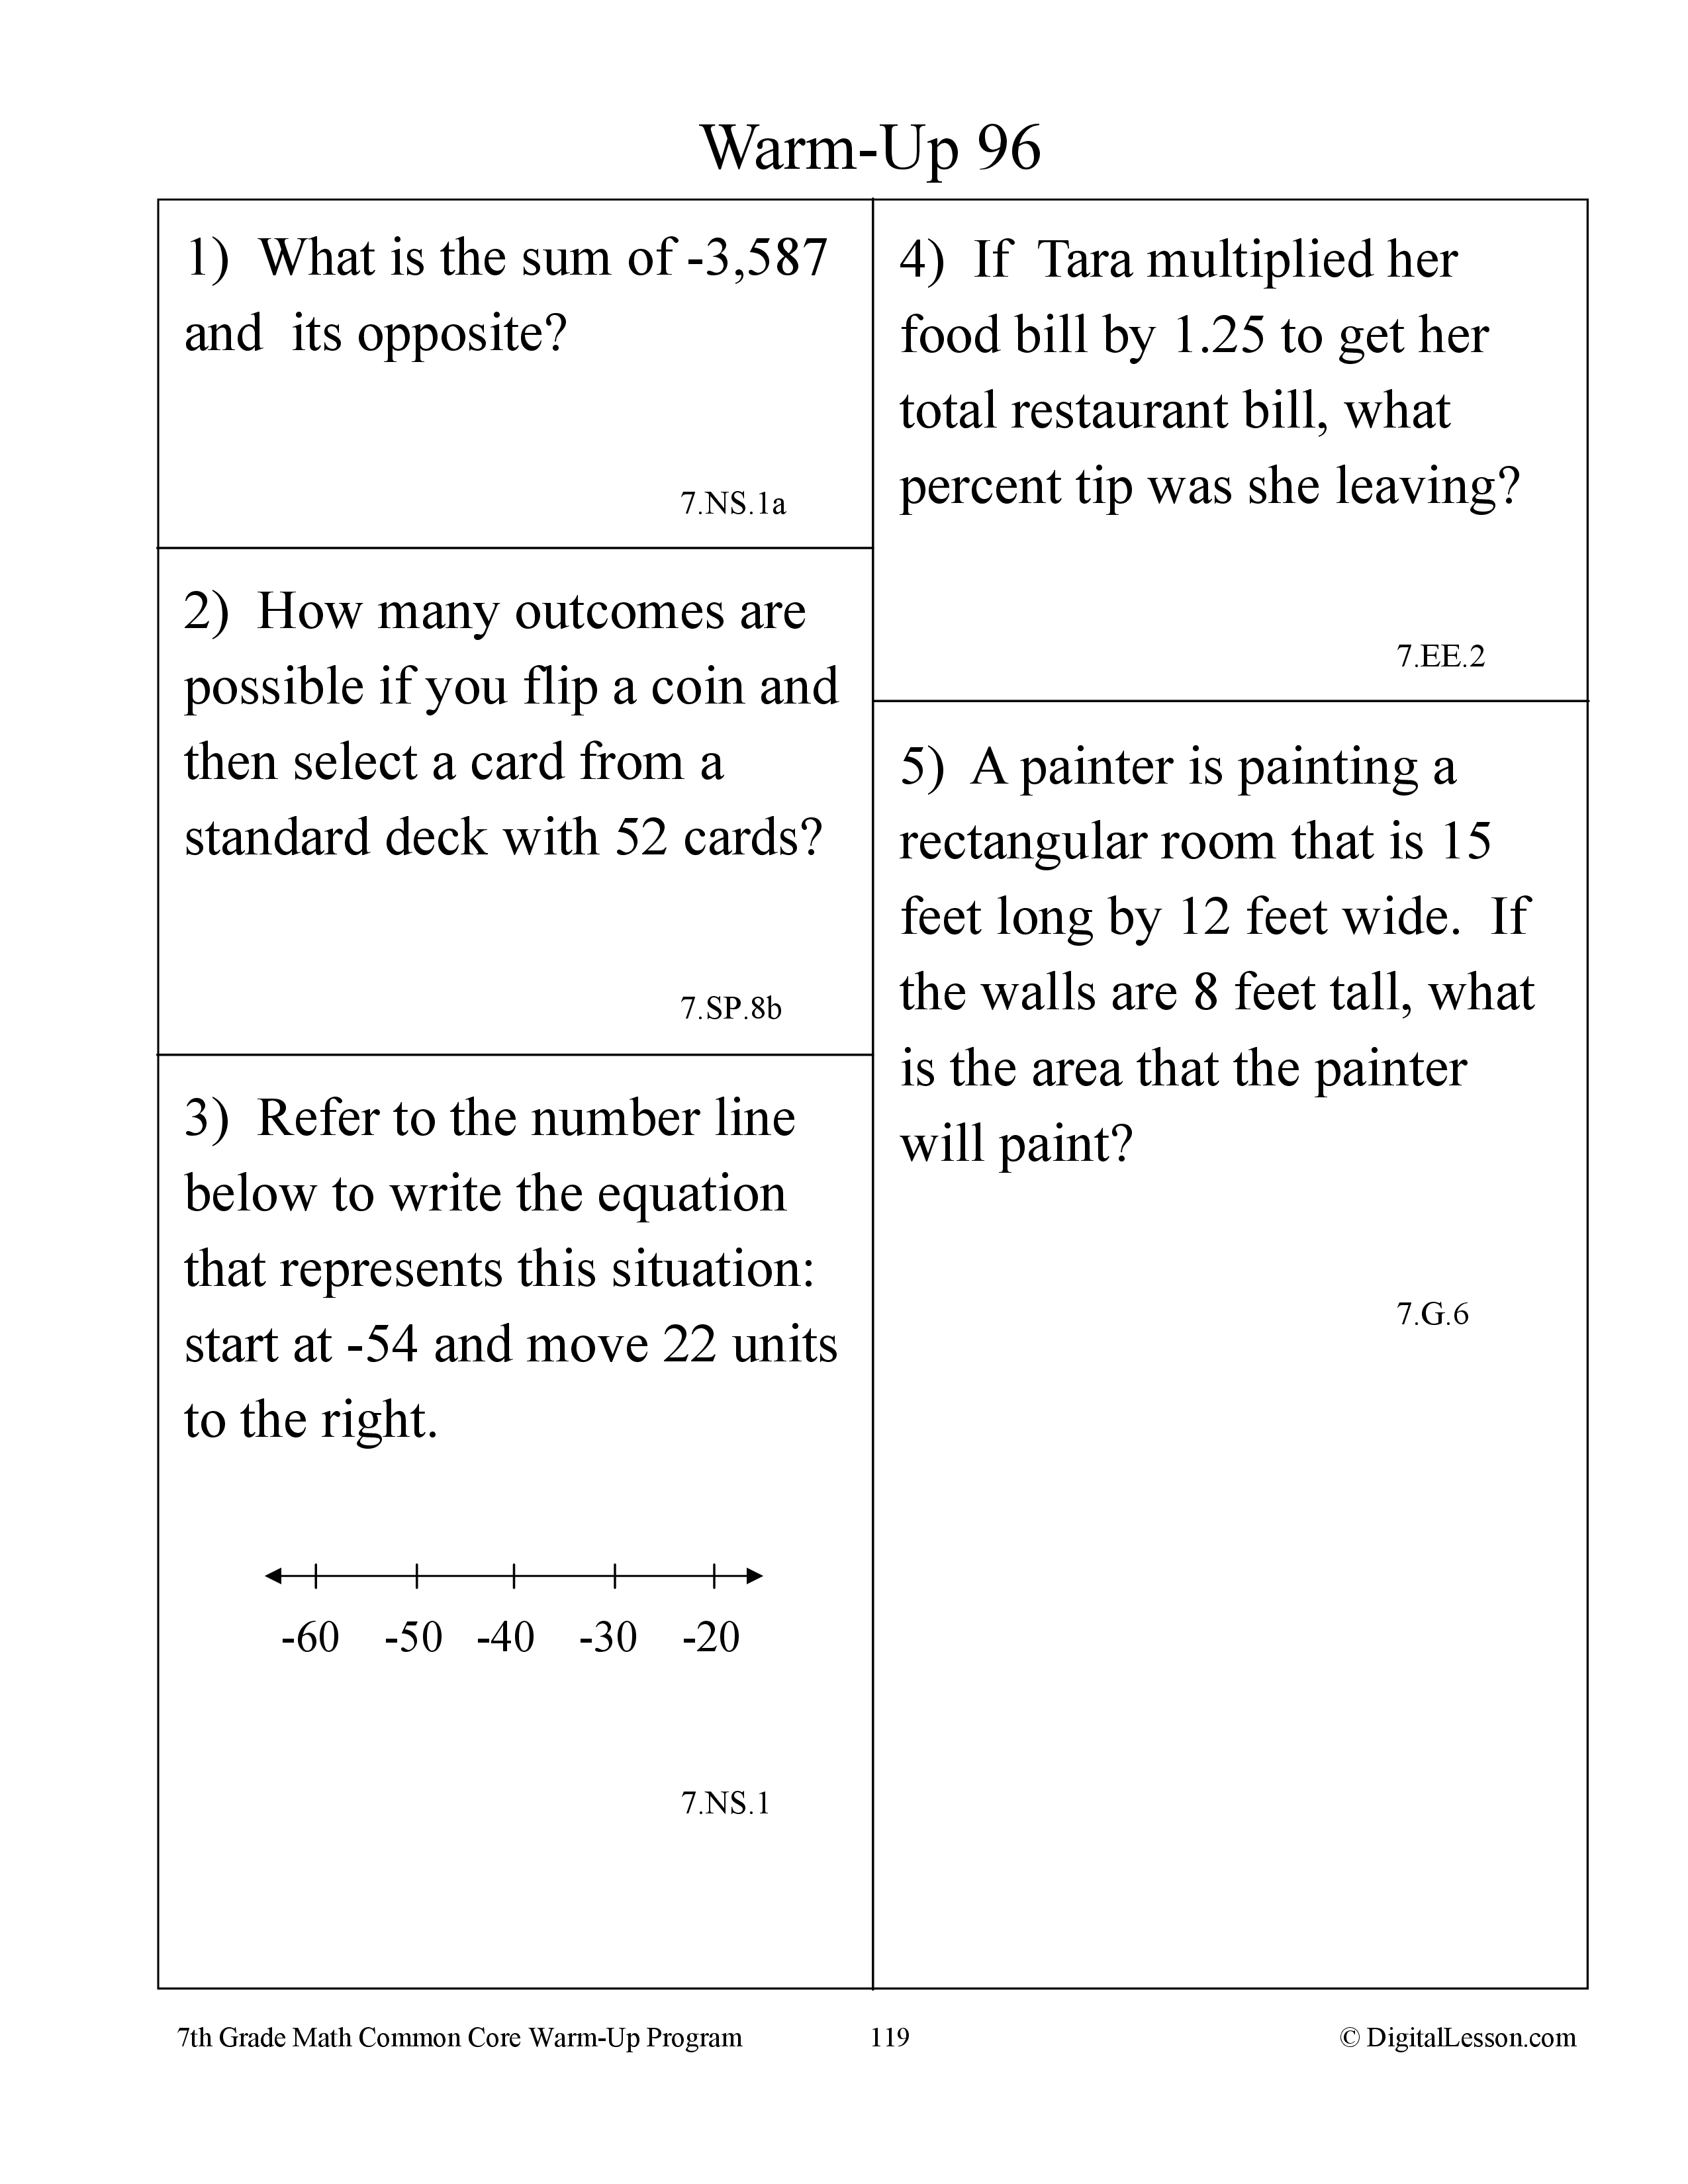 Warm-Up 96
1)  What is the sum of -3,587
and  its opposite?
7.NS.1a
2)  How many outcomes are
possible if you flip a coin and
then select a card from a
standard deck with 52 cards?
7.SP.8b
3)  Refer to the number line
below to write the equation
that represents this situation:
start at -54 and move 22 units
to the right.
-60 -50 -40 -30 -20
7.NS.1
4)  If  Tara multiplied her
food bill by 1.25 to get her
total restaurant bill, what
percent tip was she leaving?
7.EE.2
5)  A painter is painting a
rectangular room that is 15
feet long by 12 feet wide.  If
the walls are 8 feet tall, what
is the area that the painter
will paint?
7.G.6
7th Grade Math Common Core Warm-Up Program 119 © DigitalLesson.com